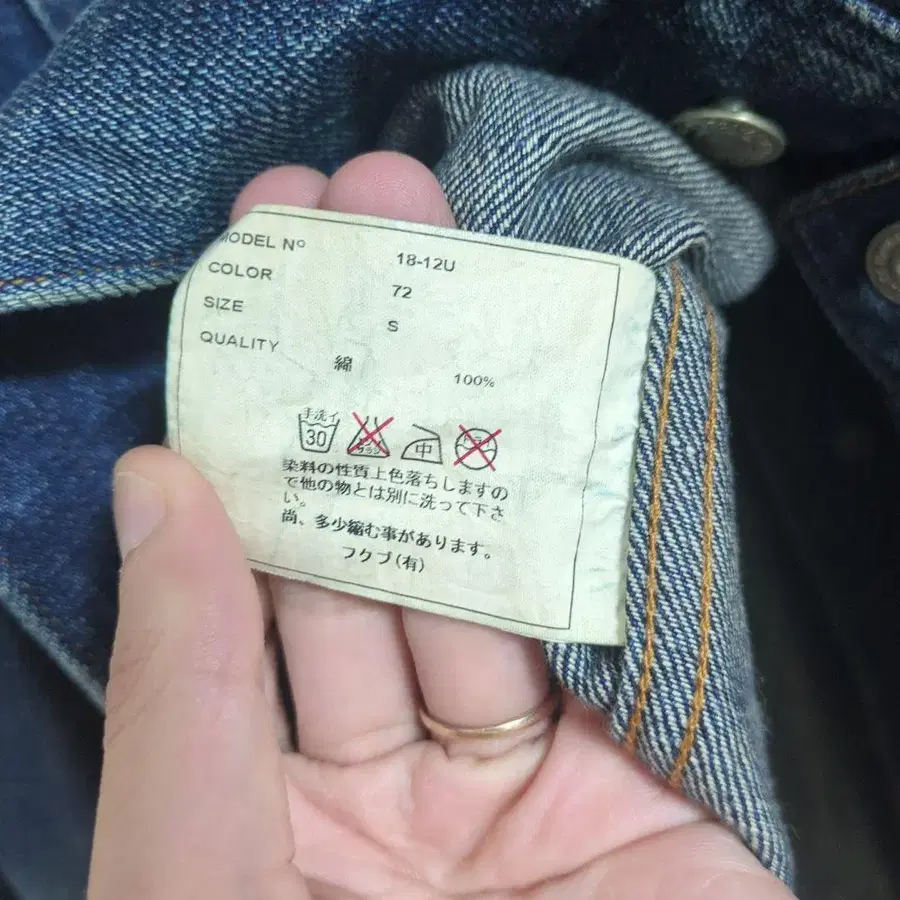 MODEL Nº 18-12U
COLOR 72
SIZE S
QUALITY
綿 100%
手洗イ
30
中
染料の性質上色落ちしますの
で他の物とは別に洗って下さ
い。
尚、多少縮む事があります。
フクブ(有)